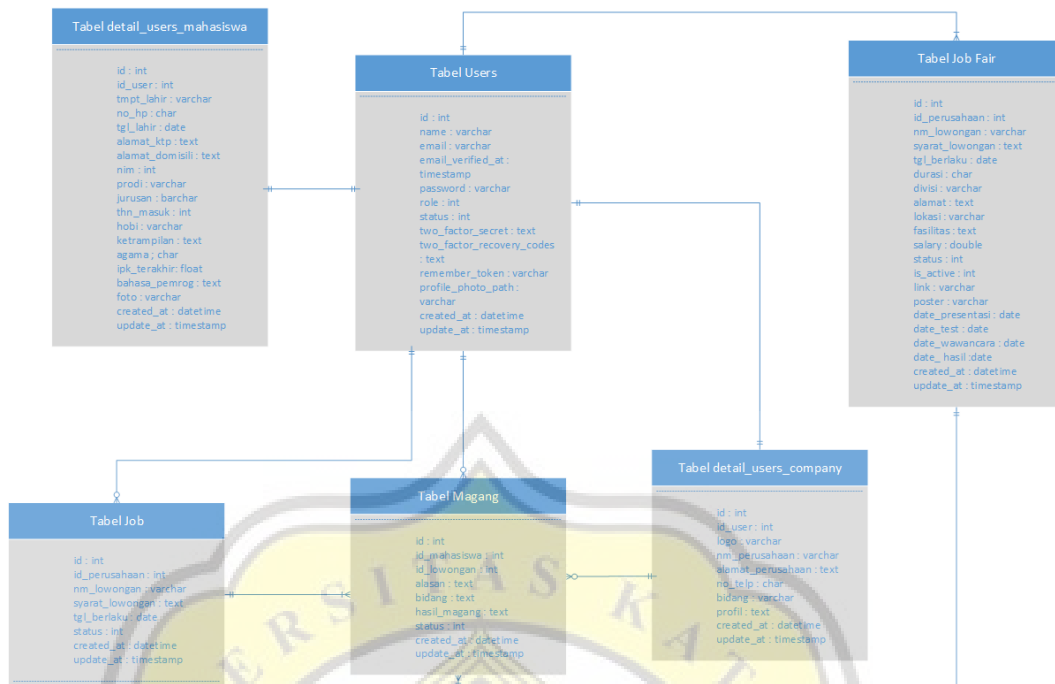 Tabel detail_users_mahasiswa
id : int
id_user : int
tmpt_lahir : varchar
no_hp : char
tgl_lahir : date
alamat_ktp : text
alamat_domisili : text
nim : int
prodi : varchar
jurusan : barchar
thn_masuk : int
hobi : varchar
ketrampilan : text
agama ; char
ipk_terakhir: float
bahasa_pemrog : text
foto : varchar
created_at : datetime
update_at : timestamp
Tabel Users
id : int
name : varchar
email : varchar
email_verified_at :
timestamp
password : varchar
role : int
status : int
two_factor_secret : text
two_factor_recovery_codes
: text
remember_token : varchar
profile_photo_path :
varchar
created_at : datetime
update_at : timestamp
Tabel Job Fair
id : int
id_perusahaan : int
nm_lowongan : varchar
syarat_lowongan : text
tgl_berlaku : date
durasi : char
divisi : varchar
alamat : text
lokasi : varchar
fasilitas : text
salary : double
status : int
is_active : int
link : varchar
poster : varchar
date_presentasi : date
date_test : date
date_wawancara : date
date_ hasil :date
created_at : datetime
update_at : timestamp
Tabel Job
id : int
id_perusahaan : int
nm_lowongan : varchar
syarat_lowongan : text
tgl_berlaku : date
status : int
created_at : datetime
update_at : timestamp
Tabel Magang
id : int
id_mahasiswa : int
id_lowongan : int
alasan : text
bidang : text
hasil_magang : text
status : int
created_at : datetime
update_at : timestamp
Tabel detail_users_company
id : int
id_user : int
logo : varchar
nm_perusahaan : varchar
alamat_perusahaan : text
no_telp : char
bidang : varchar
profil : text
created_at : datetime
update_at : timestamp
ERSITAS KAT